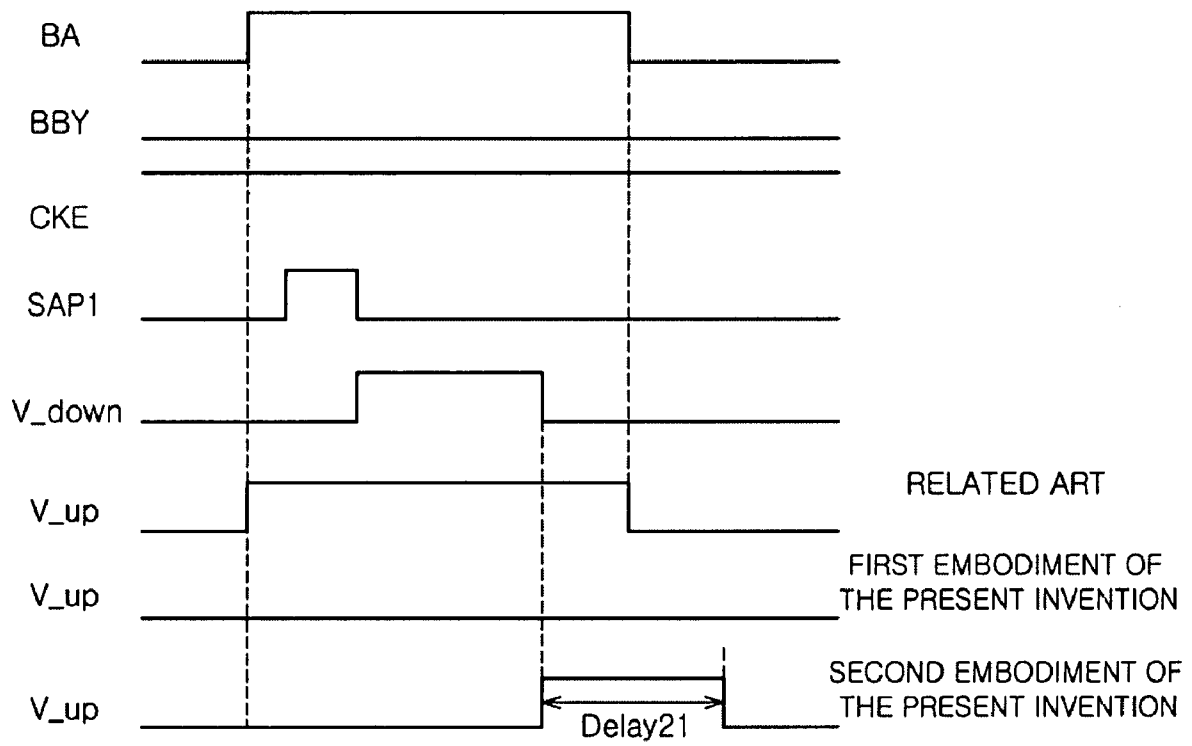 BA
BBY
CKE
SAP1
V_down
V_up
RELATED ART
V_up
FIRST EMBODIMENT OF
THE PRESENT INVENTION
V_up
Delay21
SECOND EMBODIMENT OF
THE PRESENT INVENTION